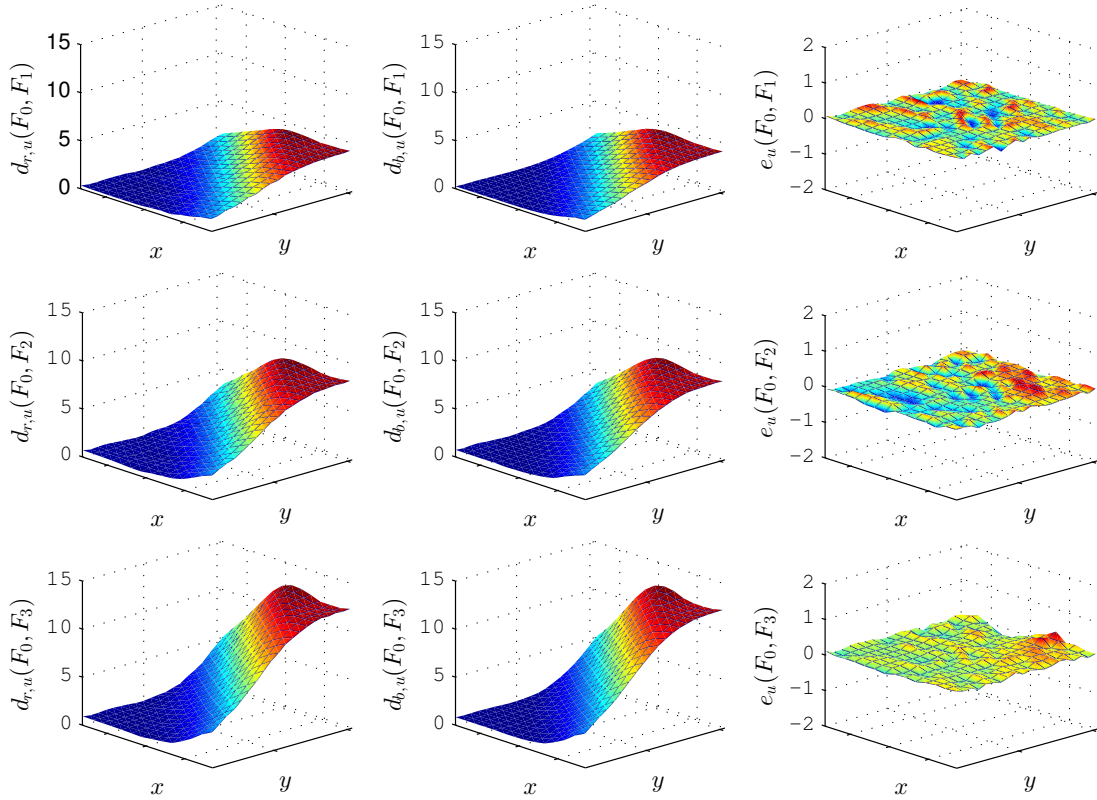 15
10
5
0
d_{r,u}(F_0, F_1)
x
y
15
10
5
0
d_{b,u}(F_0, F_1)
x
y
2
1
0
−1
−2
e_u(F_0, F_1)
x
y
15
10
5
0
d_{r,u}(F_0, F_2)
x
y
15
10
5
0
d_{b,u}(F_0, F_2)
x
y
2
1
0
−1
−2
e_u(F_0, F_2)
x
y
15
10
5
0
d_{r,u}(F_0, F_3)
x
y
15
10
5
0
d_{b,u}(F_0, F_3)
x
y
2
1
0
−1
−2
e_u(F_0, F_3)
x
y